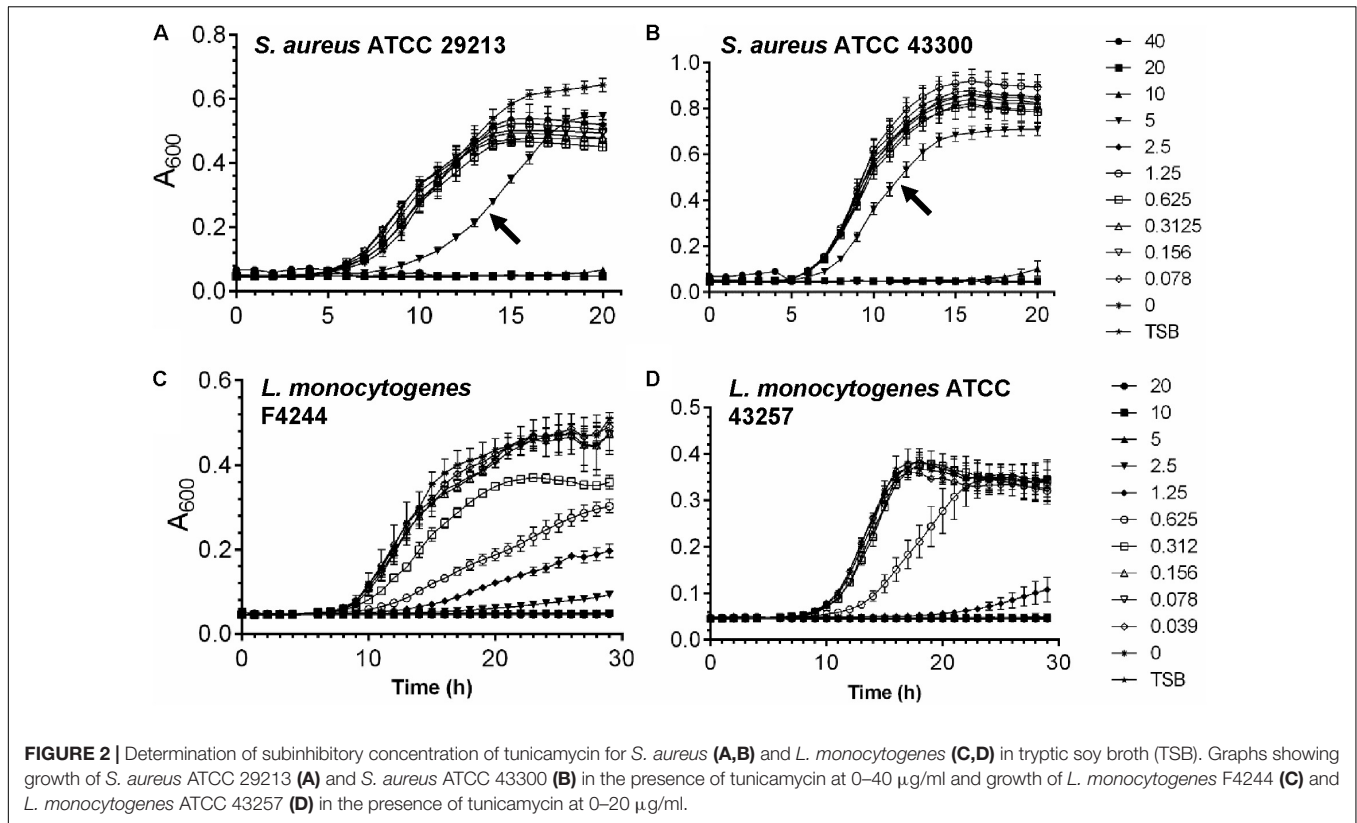 A
S. aureus ATCC 29213
A600
0.8
0.6
0.4
0.2
0.0
0 5 10 15 20
B
S. aureus ATCC 43300
1.0
0.8
0.6
0.4
0.2
0.0
0 5 10 15 20
40
20
10
5
2.5
1.25
0.625
0.3125
0.156
0.078
0
TSB
C
L. monocytogenes
F4244
A600
0.6
0.4
0.2
0.0
0 10 20 30
Time (h)
D
L. monocytogenes ATCC
43257
0.5
0.4
0.3
0.2
0.1
0.0
0 10 20 30
Time (h)
20
10
5
2.5
1.25
0.625
0.312
0.156
0.078
0.039
0
TSB
FIGURE 2 | Determination of subinhibitory concentration of tunicamycin for S. aureus (A,B) and L. monocytogenes (C,D) in tryptic soy broth (TSB). Graphs showing
growth of S. aureus ATCC 29213 (A) and S. aureus ATCC 43300 (B) in the presence of tunicamycin at 0–40 μg/ml and growth of L. monocytogenes F4244 (C) and
L. monocytogenes ATCC 43257 (D) in the presence of tunicamycin at 0–20 μg/ml.